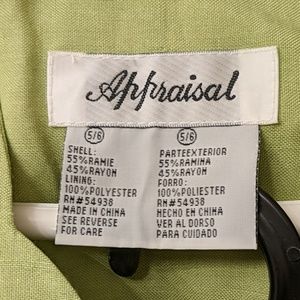 Appraisal
5/6
SHELL:
55%RAMIE
45%RAYON
LINING:
100%POLYESTER
RN#54938
MADE IN CHINA
SEE REVERSE
FOR CARE
5/6
PARTEEXTERIOR
55%RAMINA
45%RAYON
FORRO:
100%POLIESTER
RN#54938
HECHO EN CHINA
VER AL DORSO
PARA CUIDADO